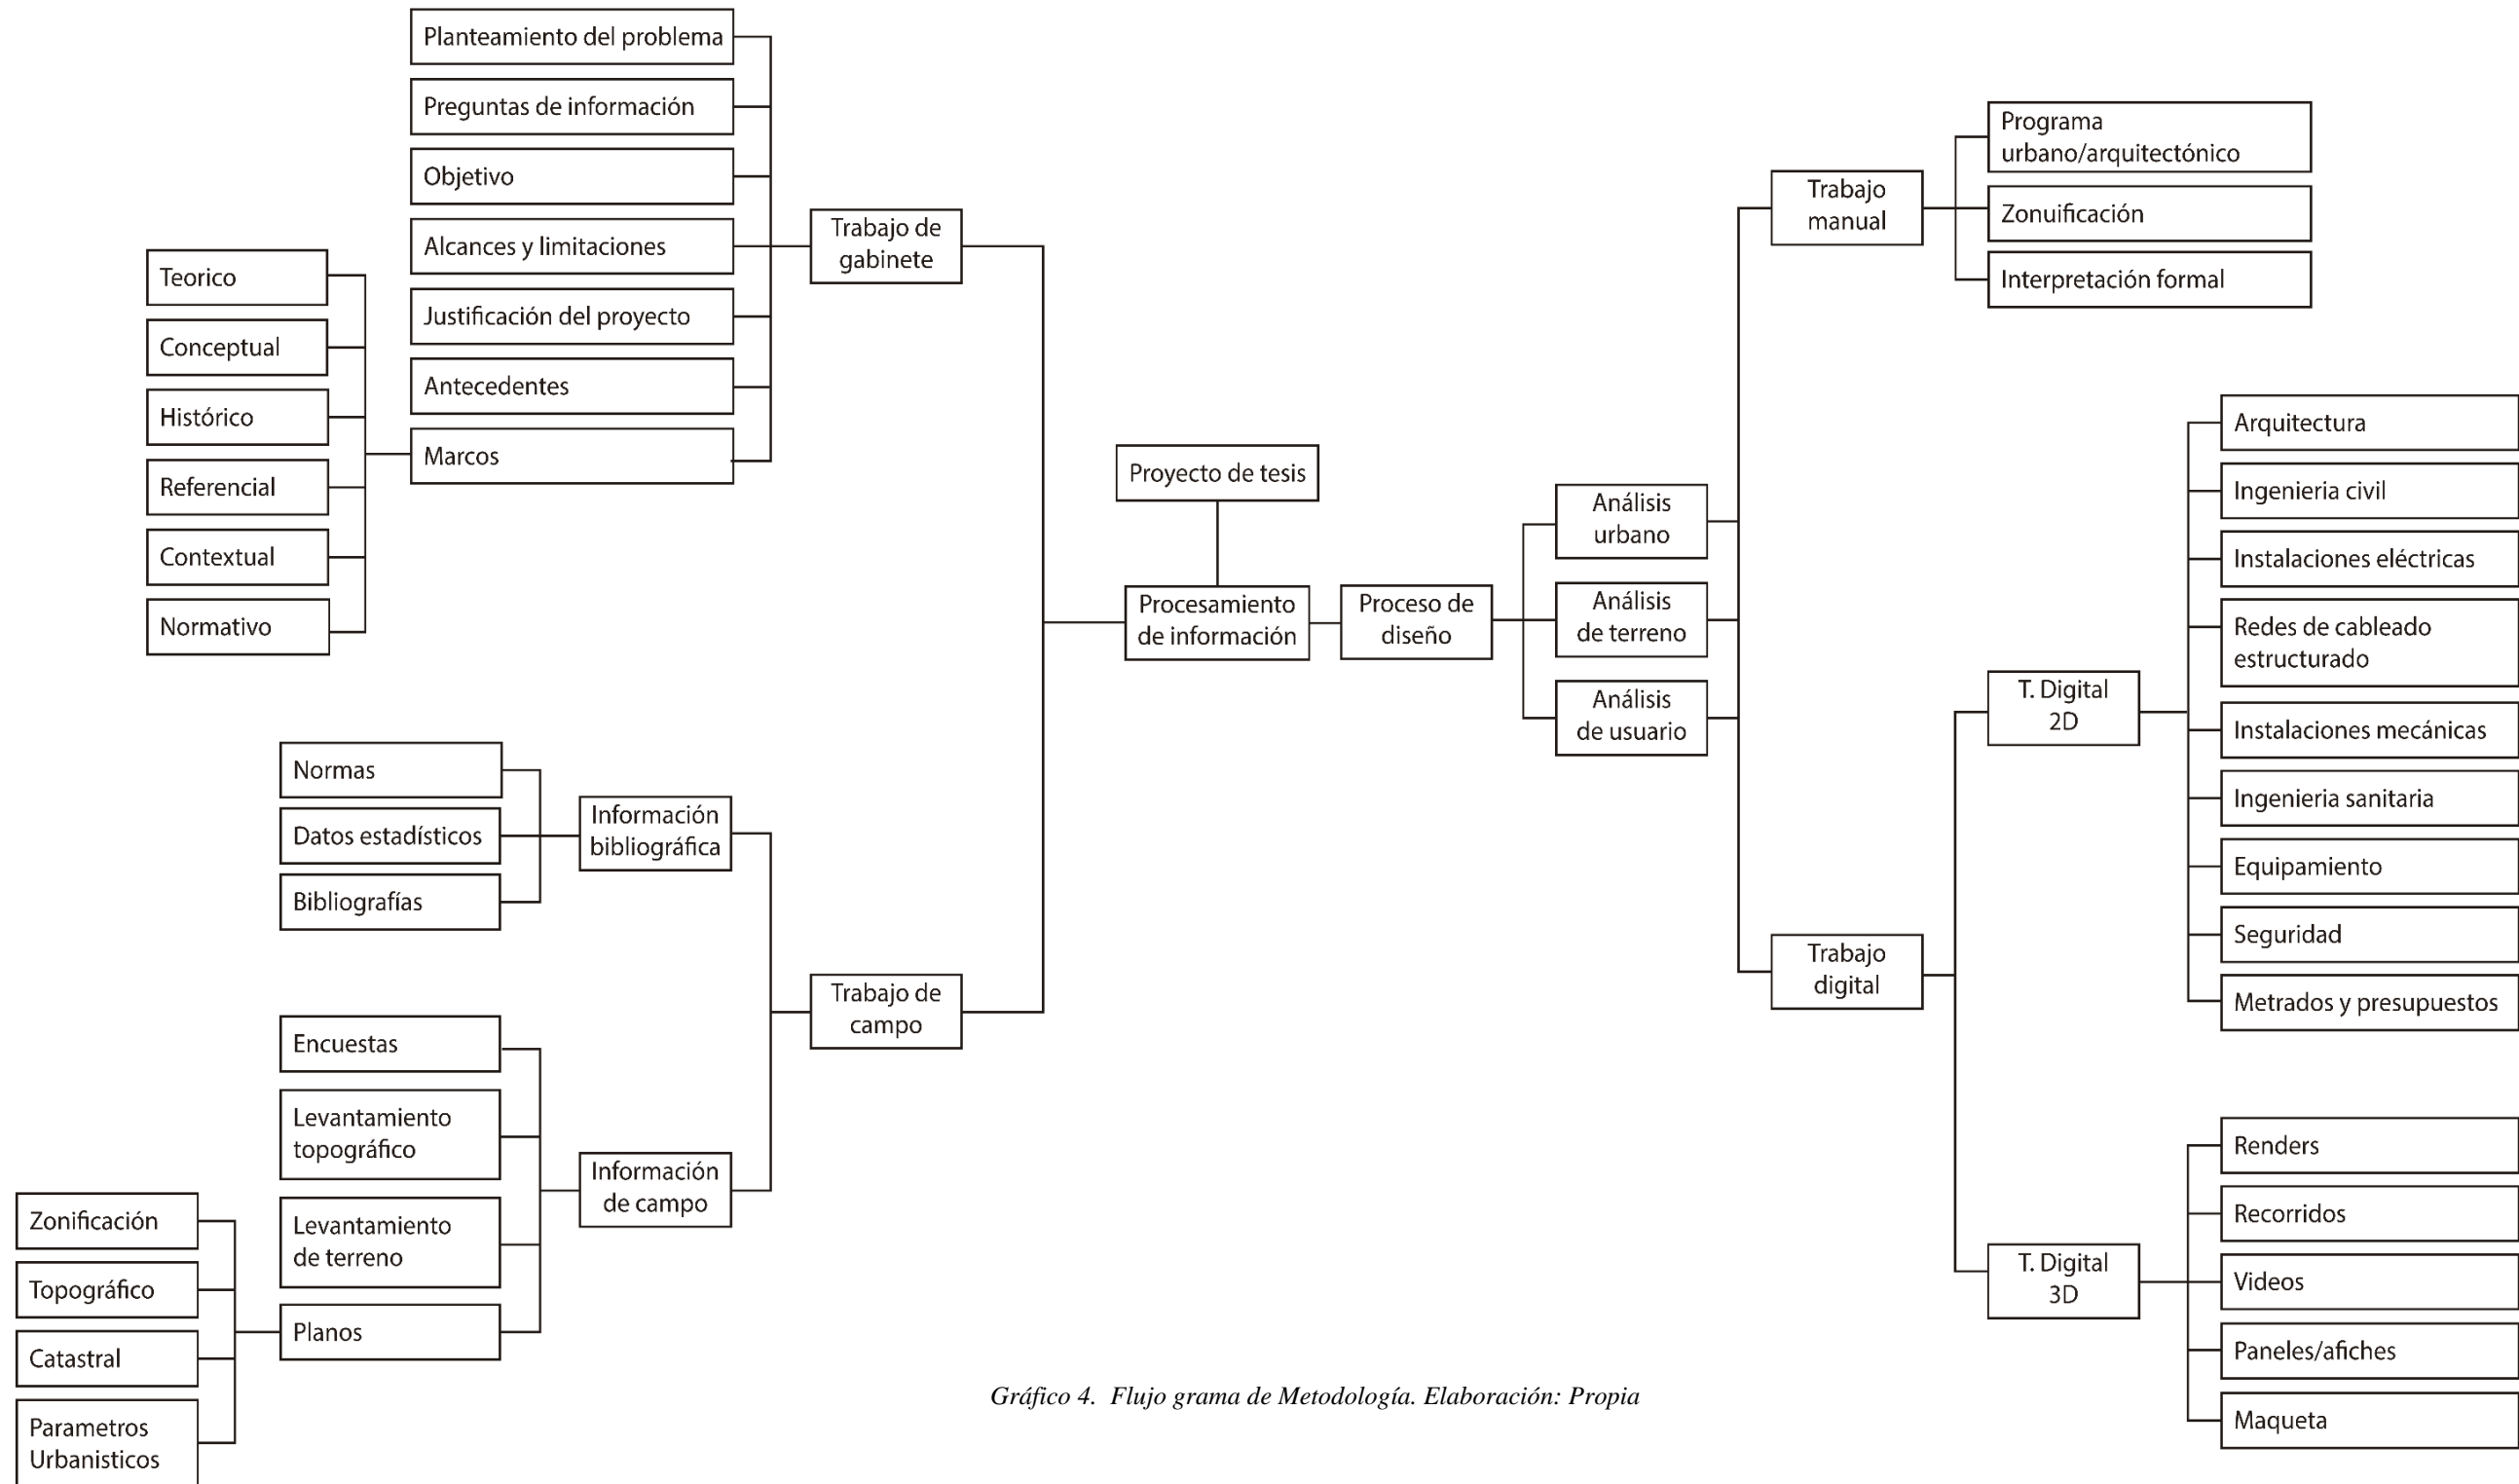 Planteamiento del problema
Preguntas de información
Objetivo
Alcances y limitaciones
Justificación del proyecto
Antecedentes
Marcos
Teorico
Conceptual
Histórico
Referencial
Contextual
Normativo
Trabajo de
gabinete
Normas
Datos estadísticos
Bibliografías
Información
bibliográfica
Encuestas
Levantamiento
topográfico
Levantamiento
de terreno
Planos
Zonificación
Topográfico
Catastral
Parametros
Urbanisticos
Información
de campo
Trabajo de
campo
Proyecto de tesis
Procesamiento
de información
Proceso de
diseño
Análisis
urbano
Análisis
de terreno
Análisis
de usuario
Trabajo
manual
Programa
urbano/arquitectónico
Zonuificación
Interpretación formal
Trabajo
digital
T. Digital
2D
Arquitectura
Ingenieria civil
Instalaciones eléctricas
Redes de cableado
estructurado
Instalaciones mecánicas
Ingenieria sanitaria
Equipamiento
Seguridad
Metrados y presupuestos
T. Digital
3D
Renders
Recorridos
Videos
Paneles/afiches
Maqueta
Gráfico 4. Flujo grama de Metodología. Elaboración: Propia